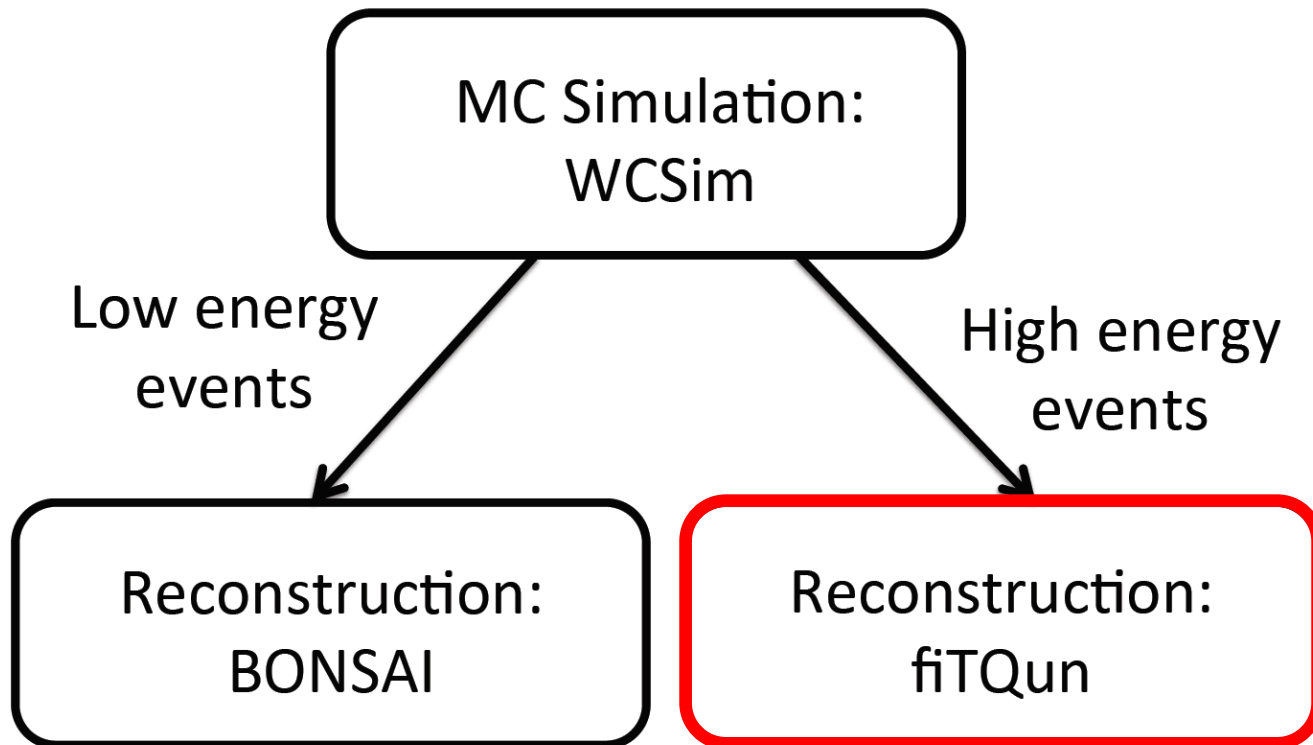 MC Simulation:
WCSim
Low energy
events
High energy
events
Reconstruction:
BONSAI
Reconstruction:
fiTQun